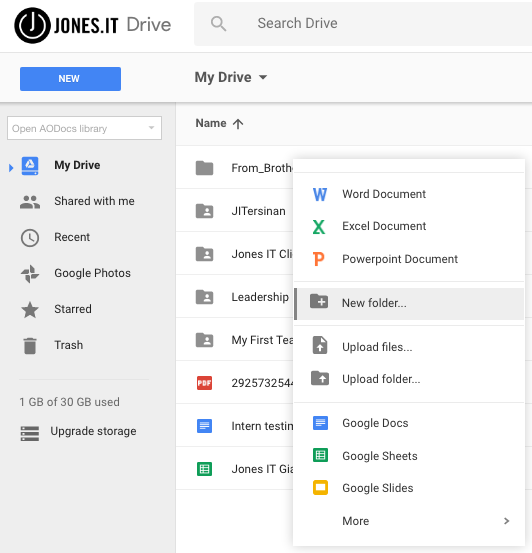 JONES.IT Drive
Search Drive
NEW
My Drive
Open AODocs library
Name
My Drive
Shared with me
Recent
Google Photos
Starred
Trash
1 GB of 30 GB used
Upgrade storage
From_Broth
JITersinan
Jones IT Cli
Leadership
My First Tea
PDF
2925732544
Intern testim
Jones IT Gia
W Word Document
X Excel Document
P Powerpoint Document
New folder...
Upload files...
Upload folder...
Google Docs
Google Sheets
Google Slides
More